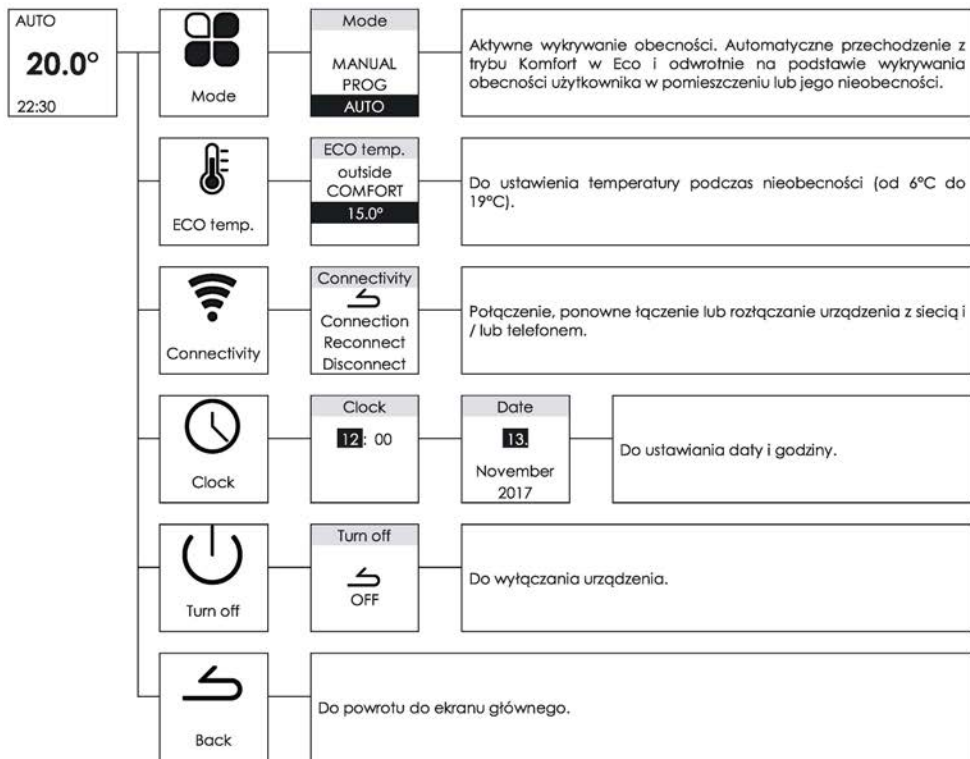 AUTO
20.0°
22:30
Mode
Mode
MANUAL
PROG
AUTO
Aktywne wykrywanie obecności. Automatyczne przechodzenie z
trybu Komfort w Eco i odwrotnie na podstawie wykrywania
obecności użytkownika w pomieszczeniu lub jego nieobecności.
ECO temp.
ECO temp.
outside
COMFORT
15.0°
Do ustawienia temperatury podczas nieobecności (od 6°C do
19°C).
Connectivity
Connectivity
Connection
Reconnect
Disconnect
Połączenie, ponowne łączenie lub rozłączanie urządzenia z siecią i
/ lub telefonem.
Clock
Clock
12 : 00
Date
13.
November
2017
Do ustawiania daty i godziny.
Turn off
Turn off
OFF
Do wyłączania urządzenia.
Back
Do powrotu do ekranu głównego.